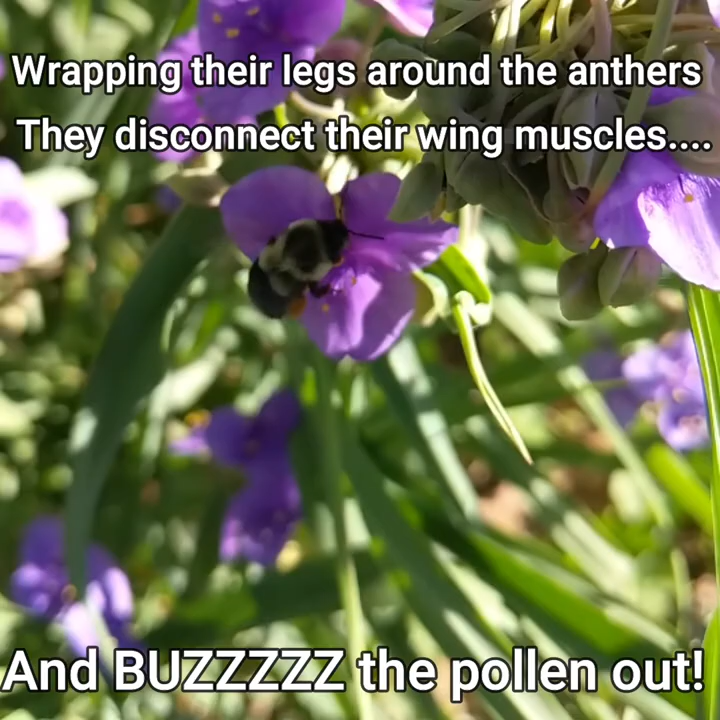 Wrapping their legs around the anthers
They disconnect their wing muscles....
And BUZZZZZ the pollen out!